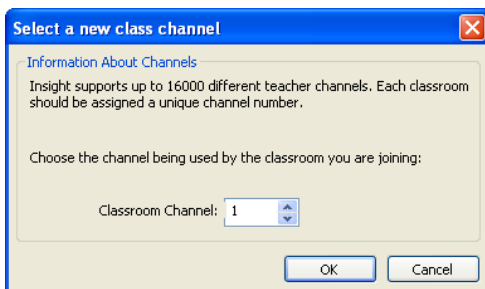 Select a new class channel
Information About Channels
Insight supports up to 16000 different teacher channels. Each classroom
should be assigned a unique channel number.
Choose the channel being used by the classroom you are joining:
Classroom Channel: 1
OK Cancel